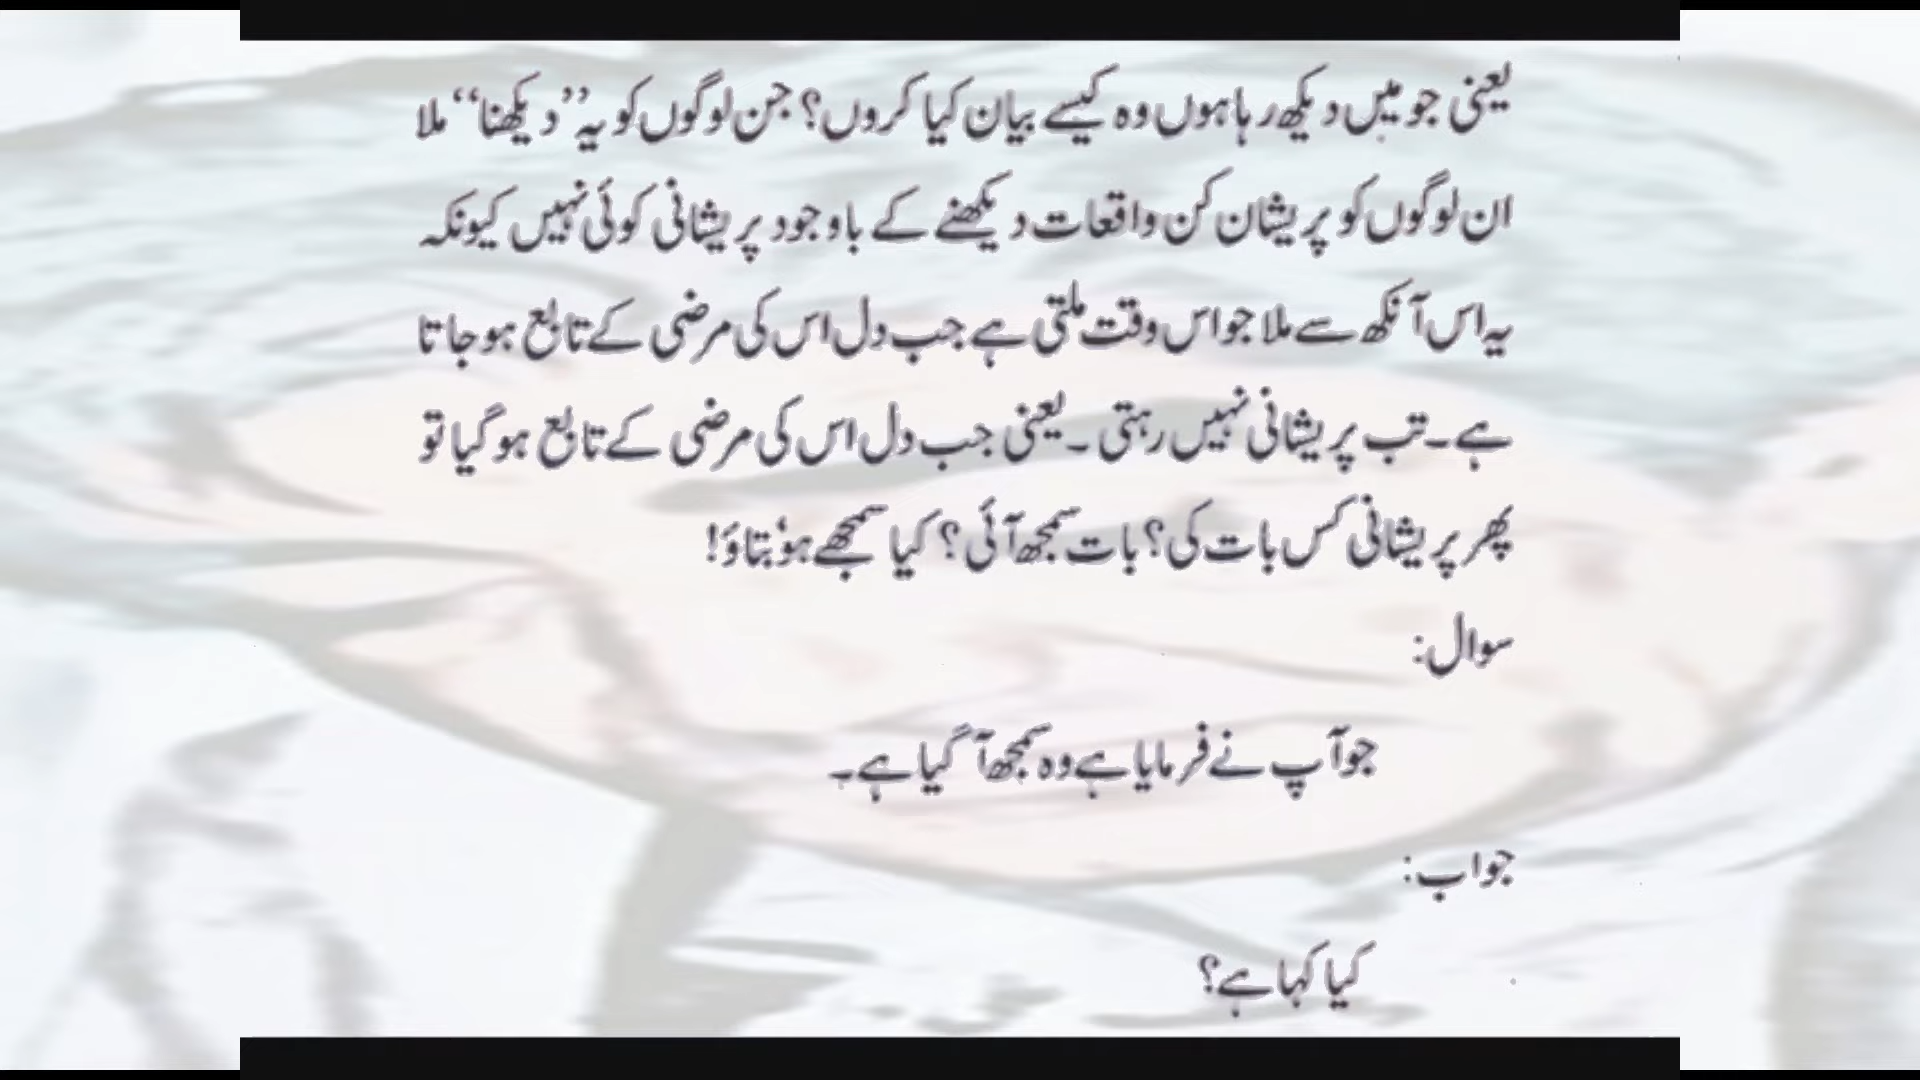 یعنی جو میں دیکھ رہا ہوں وہ کیسے بیان کیا کروں؟ جن لوگوں کو یہ ’’دیکھنا‘‘ ملا
ان لوگوں کو پریشان کن واقعات دیکھنے کے باوجود پریشانی کوئی نہیں کیونکہ
یہ اس آنکھ سے ملا جو اس وقت ملتی ہے جب دل اس کی مرضی کے تابع ہو جاتا
ہے۔ تب پریشانی نہیں رہتی۔ یعنی جب دل اس کی مرضی کے تابع ہو گیا تو
پھر پریشانی کس بات کی؟ بات سمجھ آئی؟ کیا سمجھے ہو‘ بتاؤ!
سوال:
جو آپ نے فرمایا ہے وہ سمجھ آ گیا ہے۔
جواب:
کیا کہا ہے؟